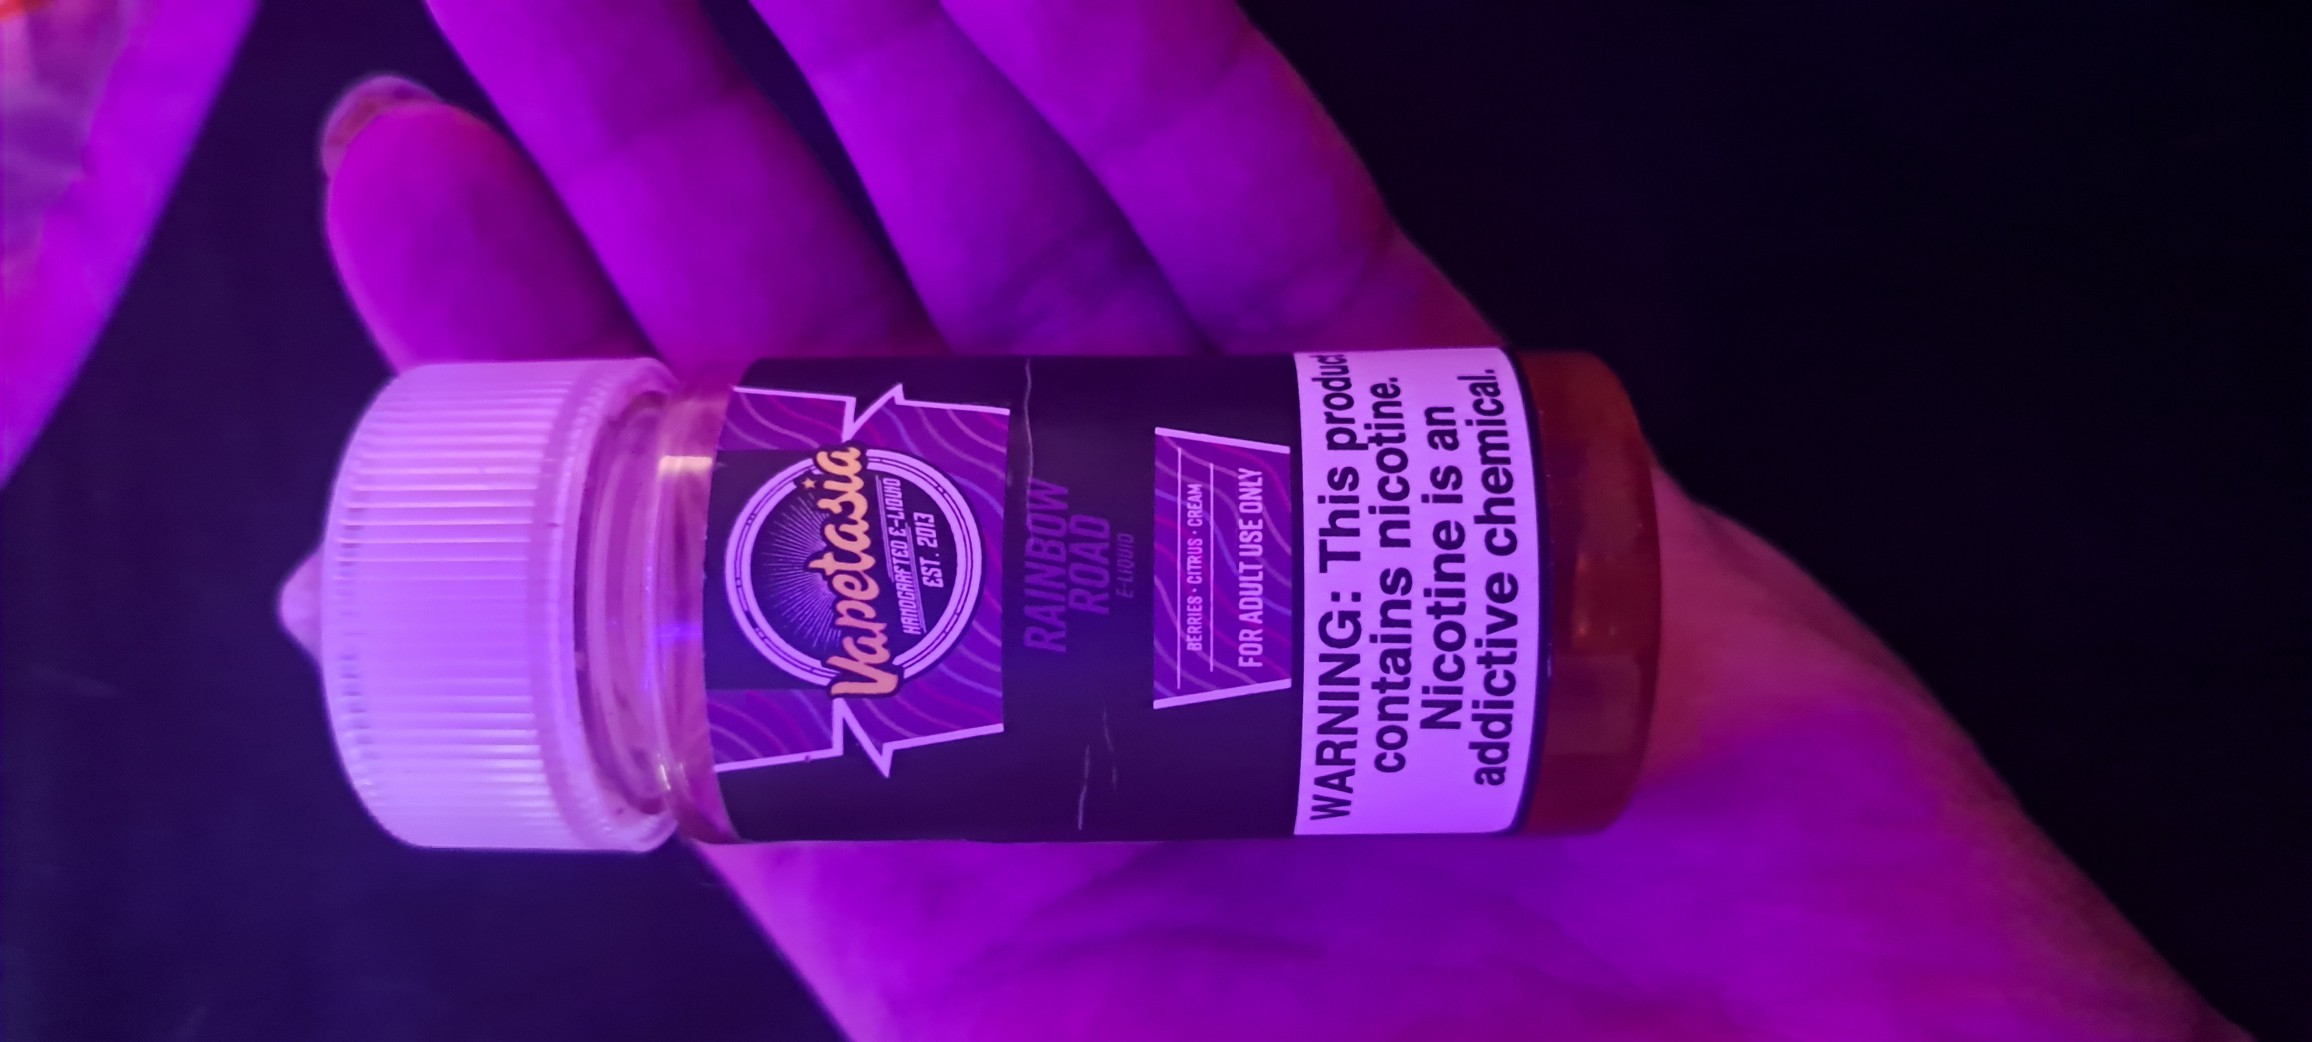 Vapetasia
HANDCRAFTED E-LIQUID
EST. 2013
RAINBOW
ROAD
E-LIQUID
BERRIES · CITRUS · CREAM
FOR ADULT USE ONLY
WARNING: This produc
contains nicotine.
Nicotine is an
addictive chemical.